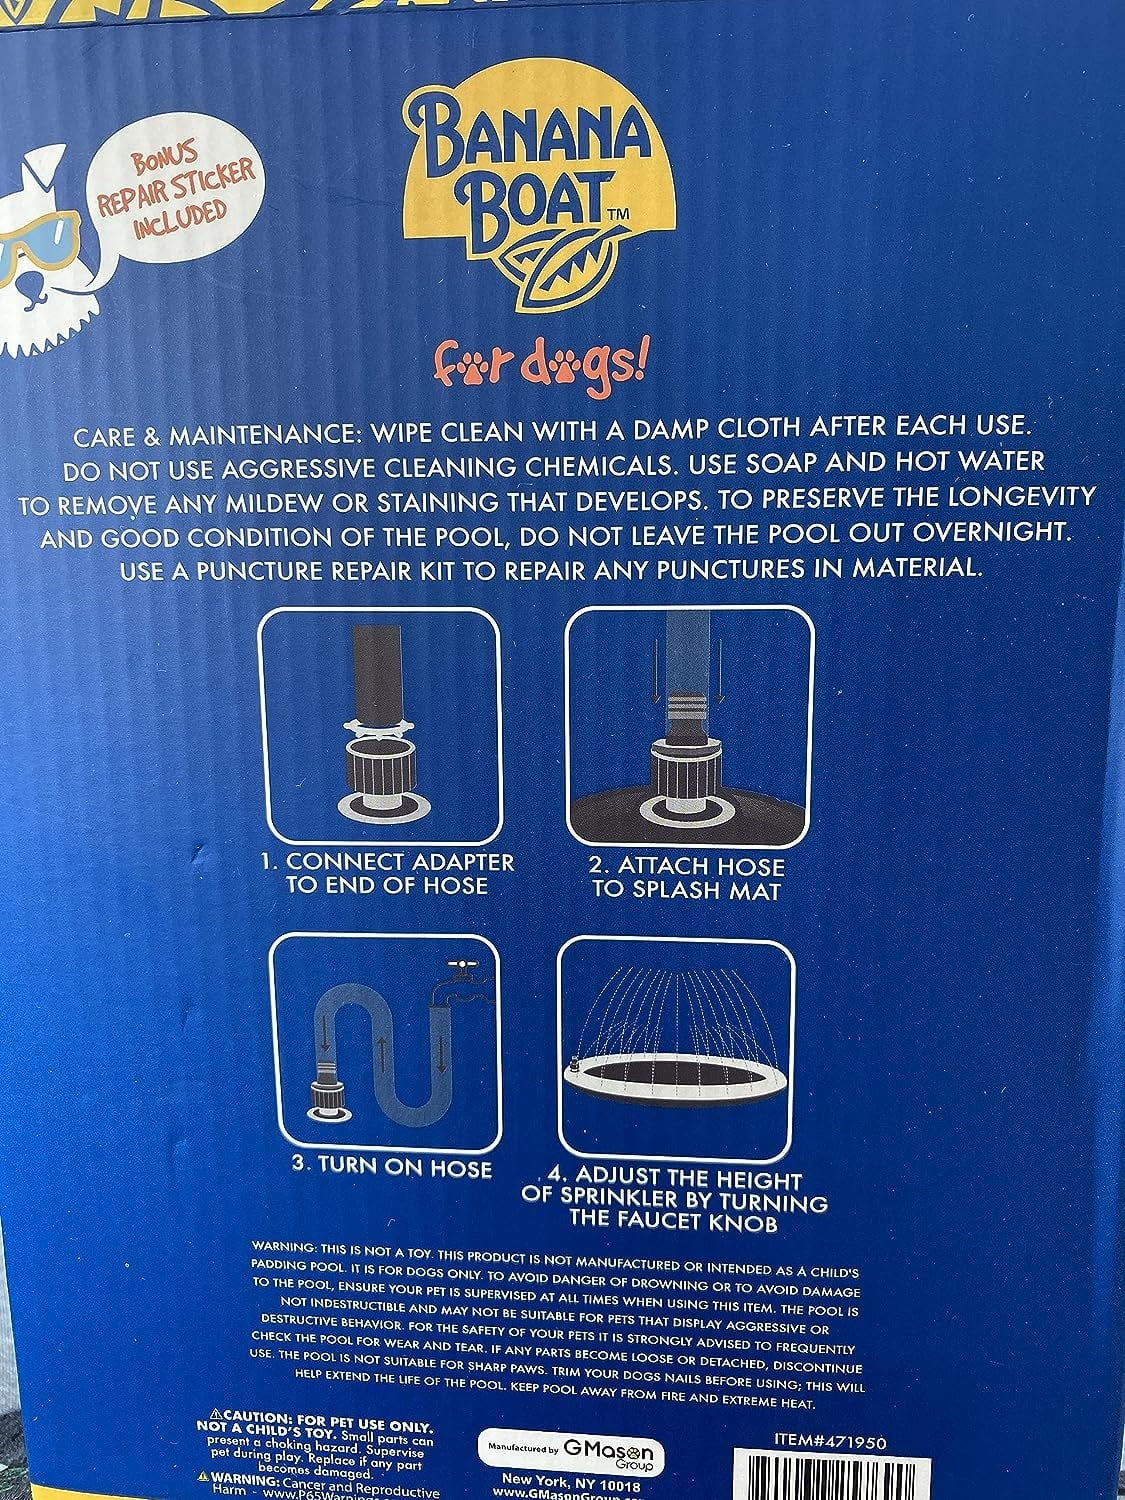 BONUS
REPAIR STICKER
INCLUDED
BANANA
BOAT™
for dogs!
CARE & MAINTENANCE: WIPE CLEAN WITH A DAMP CLOTH AFTER EACH USE.
DO NOT USE AGGRESSIVE CLEANING CHEMICALS. USE SOAP AND HOT WATER
TO REMOVE ANY MILDEW OR STAINING THAT DEVELOPS. TO PRESERVE THE LONGEVITY
AND GOOD CONDITION OF THE POOL, DO NOT LEAVE THE POOL OUT OVERNIGHT.
USE A PUNCTURE REPAIR KIT TO REPAIR ANY PUNCTURES IN MATERIAL.
1. CONNECT ADAPTER
TO END OF HOSE
2. ATTACH HOSE
TO SPLASH MAT
3. TURN ON HOSE
4. ADJUST THE HEIGHT
OF SPRINKLER BY TURNING
THE FAUCET KNOB
WARNING: THIS IS NOT A TOY. THIS PRODUCT IS NOT MANUFACTURED OR INTENDED AS A CHILD'S
PADDING POOL. IT IS FOR DOGS ONLY. TO AVOID DANGER OF DROWNING OR TO AVOID DAMAGE
TO THE POOL, ENSURE YOUR PET IS SUPERVISED AT ALL TIMES WHEN USING THIS ITEM. THE POOL IS
NOT INDESTRUCTIBLE AND MAY NOT BE SUITABLE FOR PETS THAT DISPLAY AGGRESSIVE OR
DESTRUCTIVE BEHAVIOR. FOR THE SAFETY OF YOUR PETS IT IS STRONGLY ADVISED TO FREQUENTLY
CHECK THE POOL FOR WEAR AND TEAR. IF ANY PARTS BECOME LOOSE OR DETACHED, DISCONTINUE
USE. THE POOL IS NOT SUITABLE FOR SHARP PAWS. TRIM YOUR DOGS NAILS BEFORE USING; THIS WILL
HELP EXTEND THE LIFE OF THE POOL. KEEP POOL AWAY FROM FIRE AND EXTREME HEAT.
⚠CAUTION: FOR PET USE ONLY.
NOT A CHILD'S TOY. Small parts can
present a choking hazard. Supervise
pet during play. Replace if any part
becomes damaged.
⚠WARNING: Cancer and Reproductive
Harm -
Manufactured by GMason
Group
New York, NY 10018
ITEM#471950